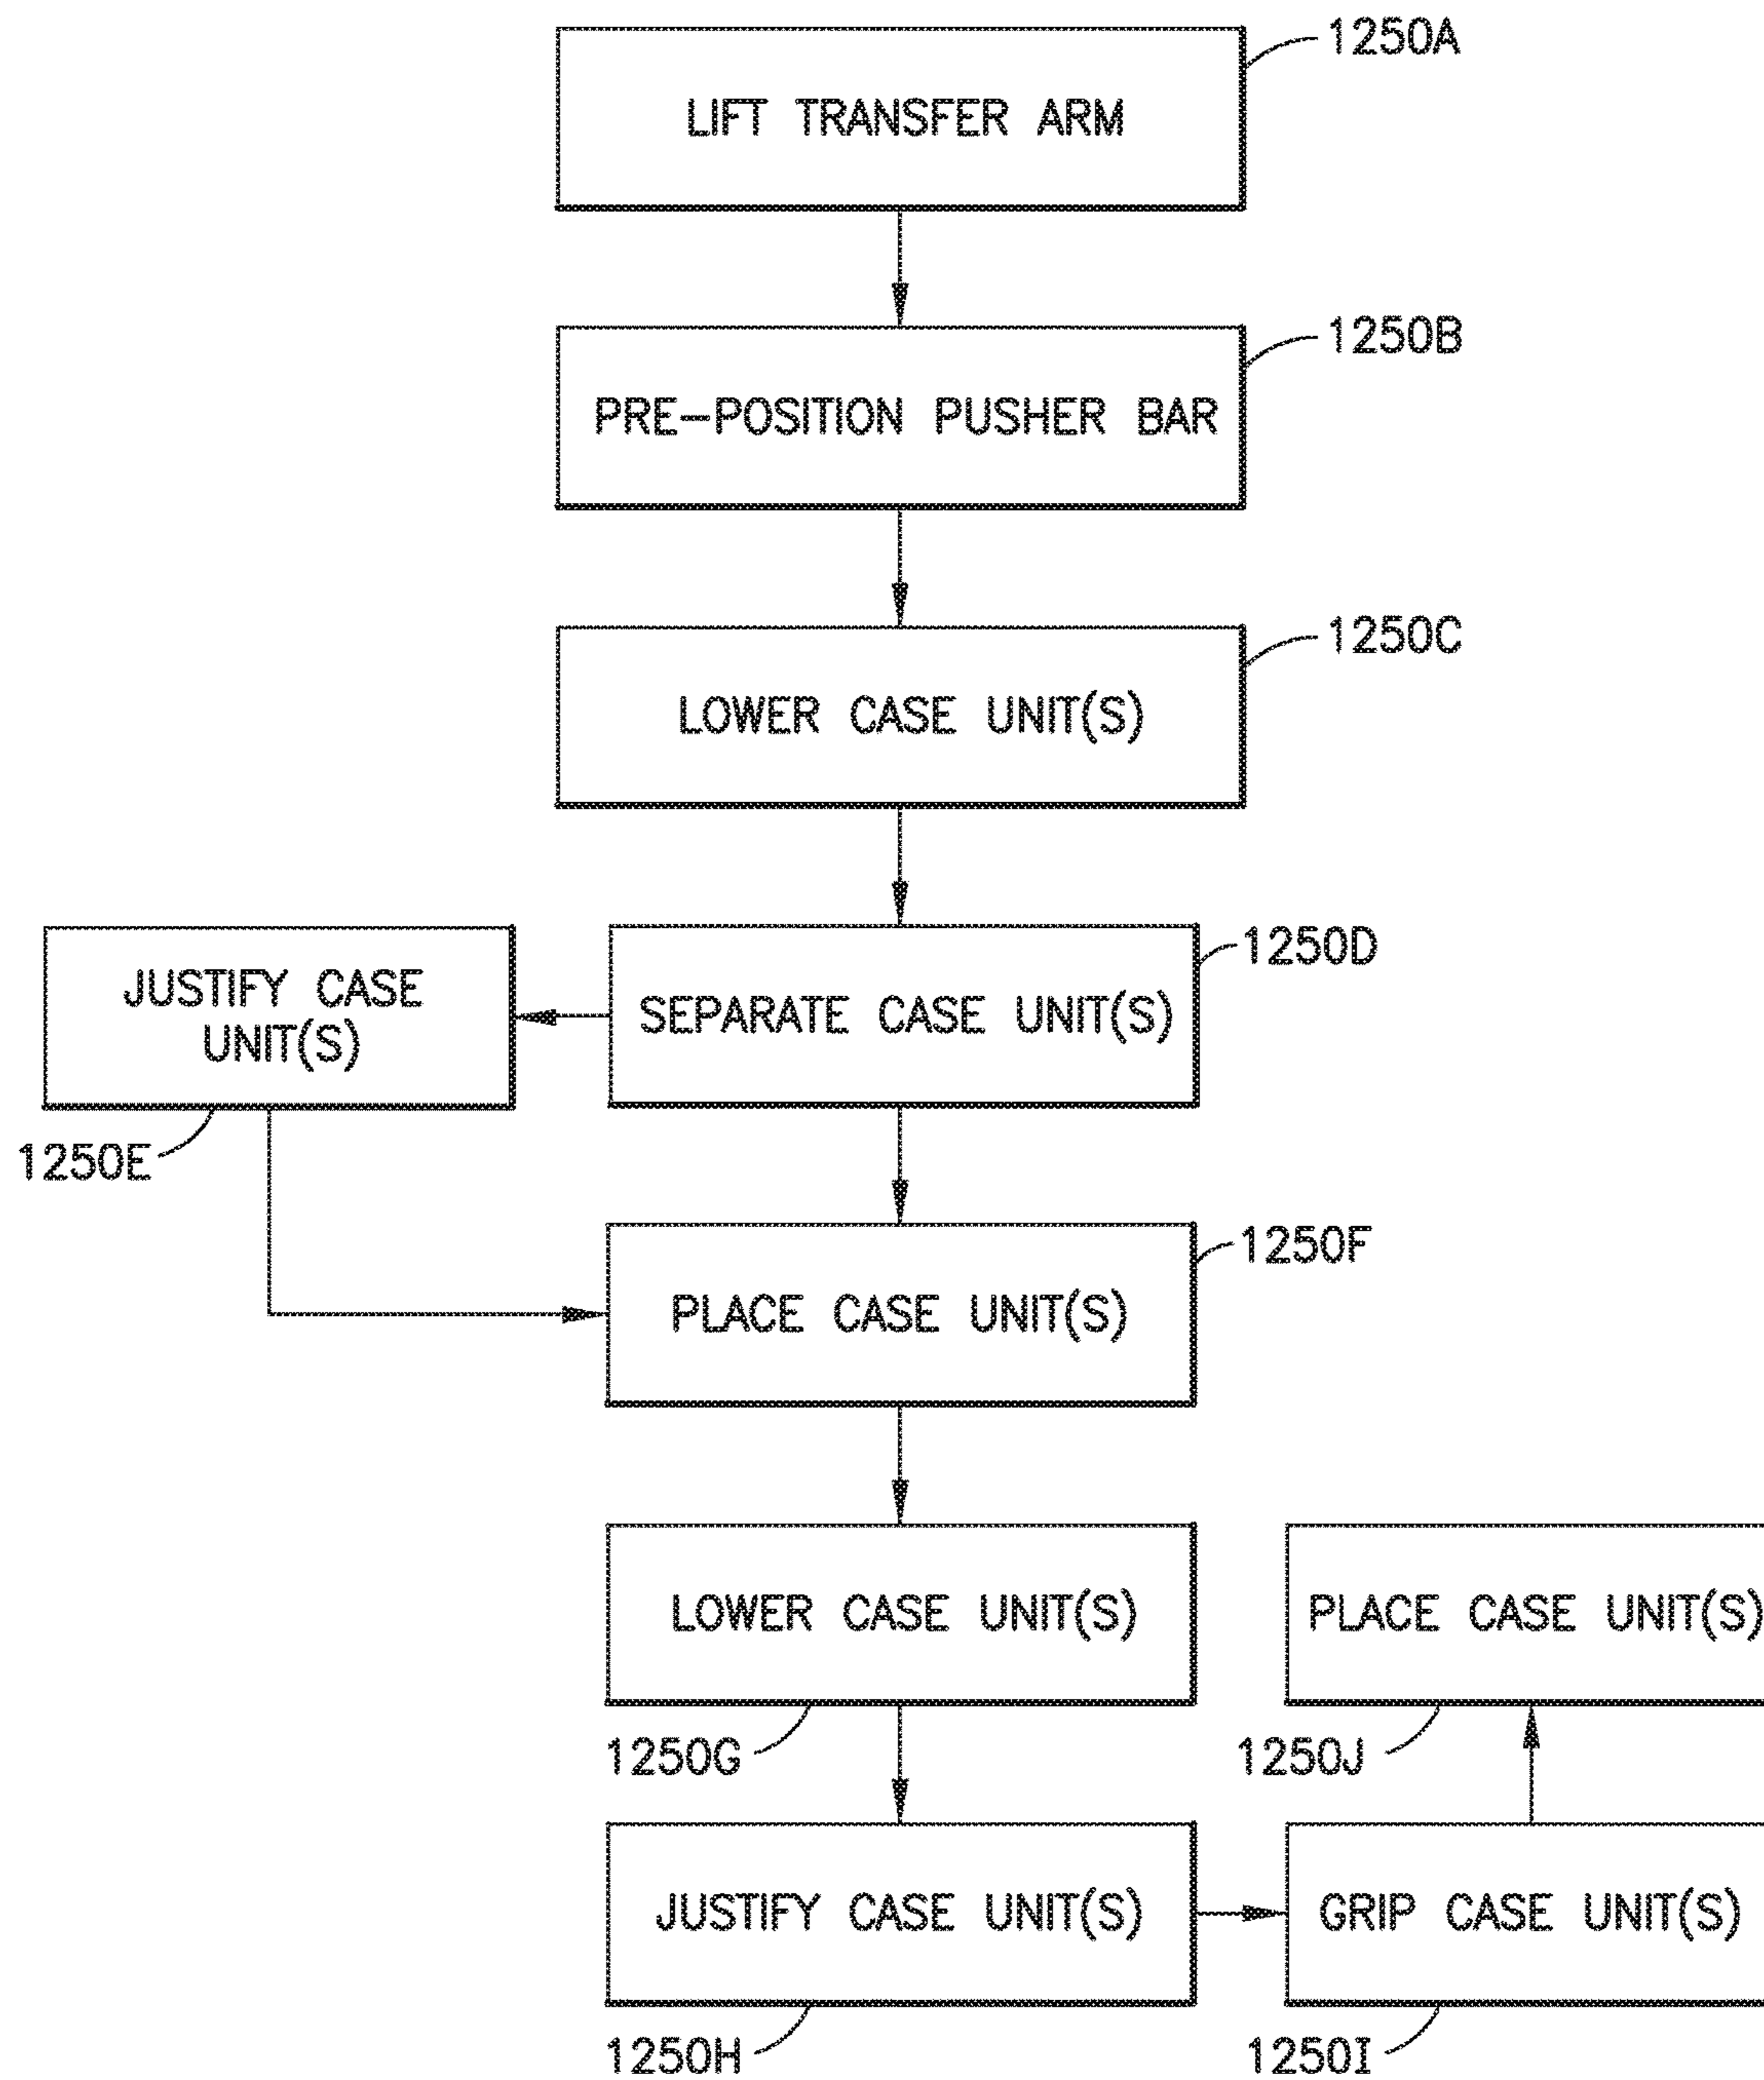 1250A
LIFT TRANSFER ARM
1250B
PRE-POSITION PUSHER BAR
1250C
LOWER CASE UNIT(S)
1250D
JUSTIFY CASE
UNIT(S)
SEPARATE CASE UNIT(S)
1250E
1250F
PLACE CASE UNIT(S)
LOWER CASE UNIT(S)
PLACE CASE UNIT(S)
1250G
1250J
JUSTIFY CASE UNIT(S)
GRIP CASE UNIT(S)
1250H
1250I